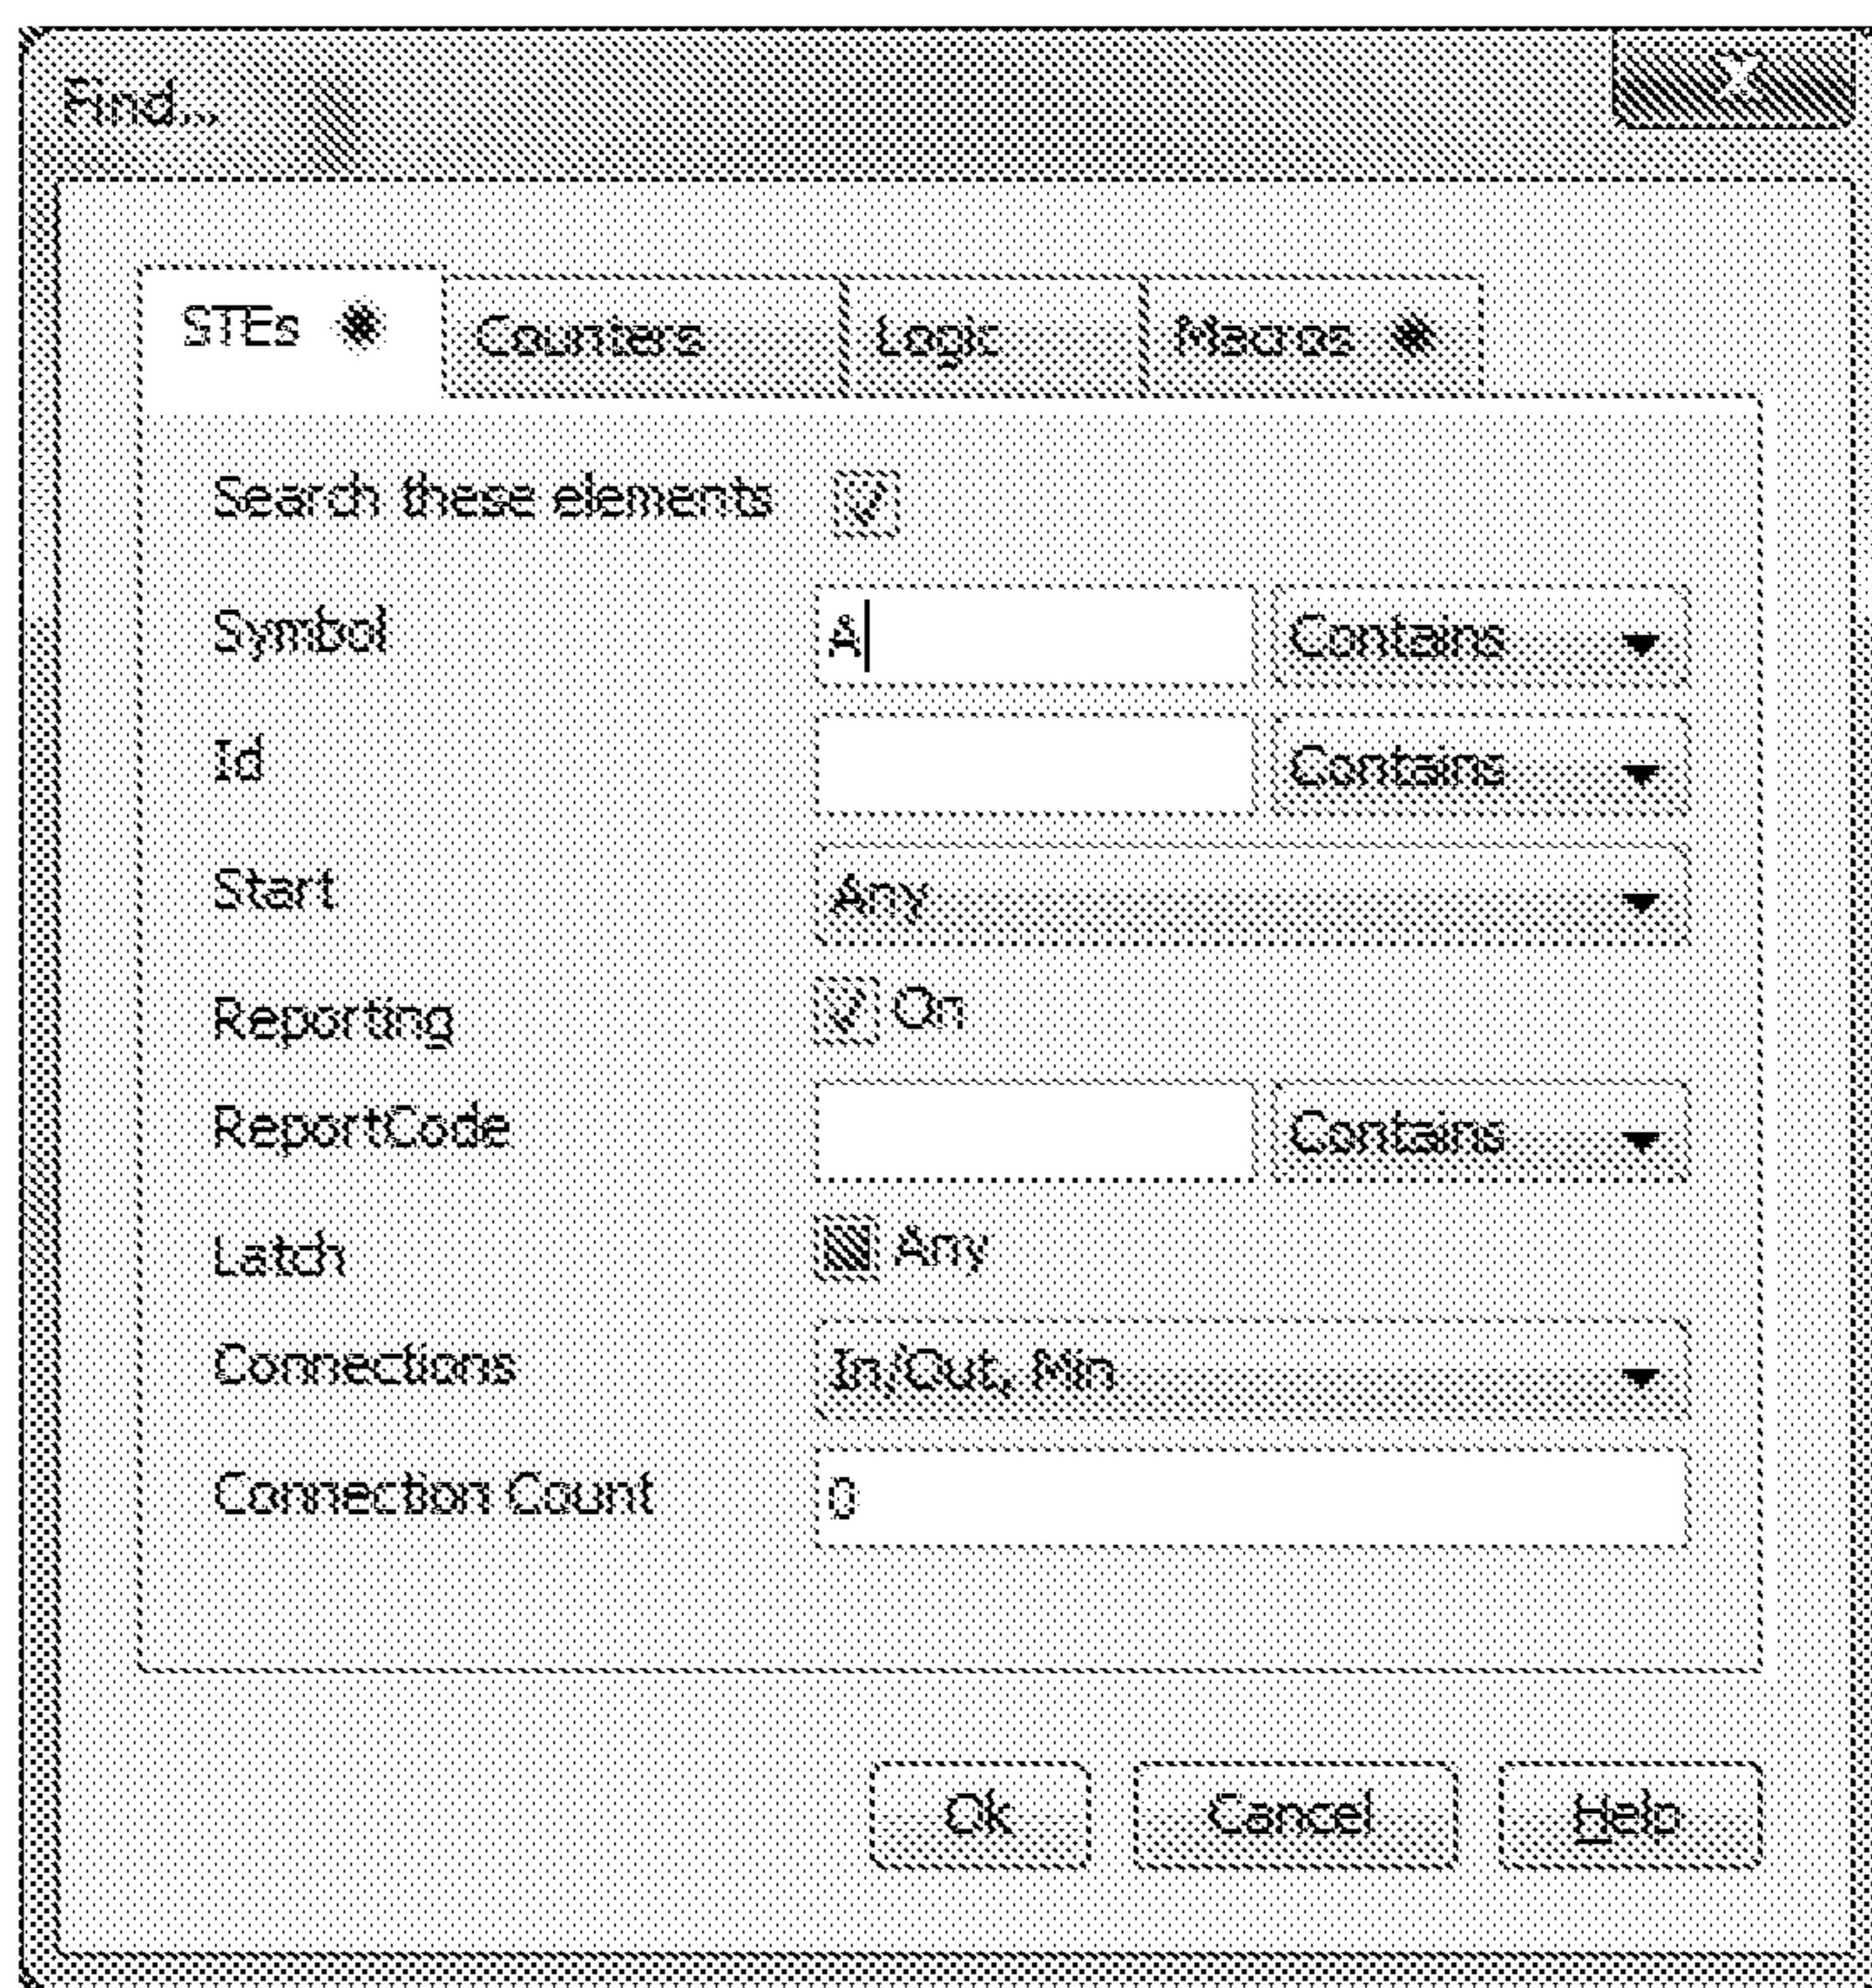 Find...
X
STEs Counters Logic Macros
Search these elements
Symbol A Contains
Id Contains
Start Any
Reporting On
ReportCode Contains
Latch Any
Connections In/Out, Min
Connection Count 0
Ok Cancel Help